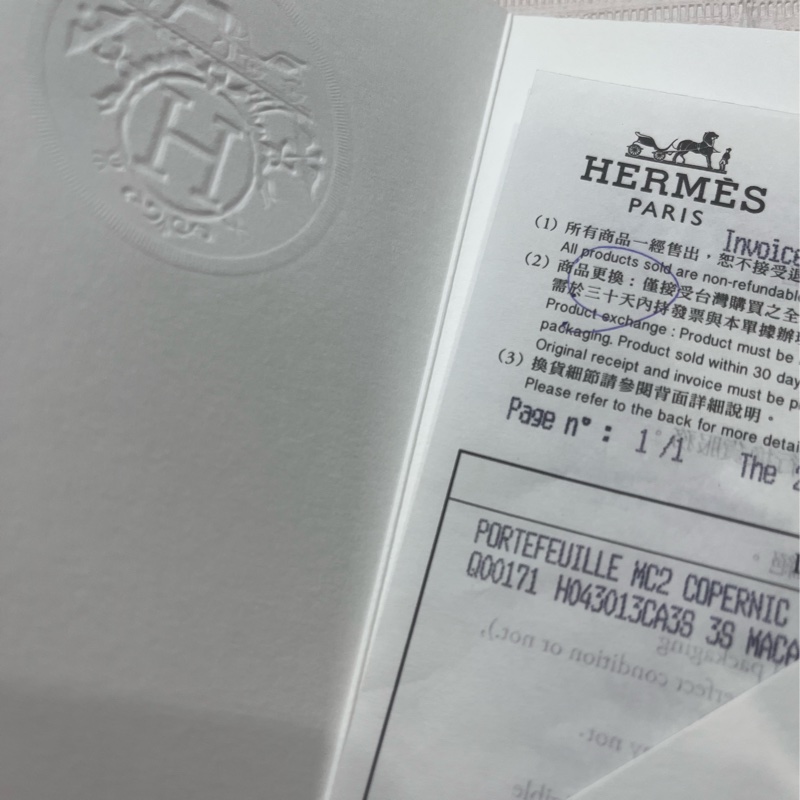 H
HERMÈS
PARIS
Invoice
(1) 所有商品一經售出，恕不接受退
All products sold are non-refundable
(2) 商品更換：僅接受台灣購買之全
需於三十天內持發票與本單據辦理
Product exchange : Product must be
packaging. Product sold within 30 day
Original receipt and invoice must be
(3) 換貨細節請參閱背面詳細說明。
Please refer to the back for more detai
Page n° : 1 /1 The
PORTEFEUILLE MC2 COPERNIC
Q00171 H043013CA3S 3S MACA
packaging
erfect condition or not.),
not.